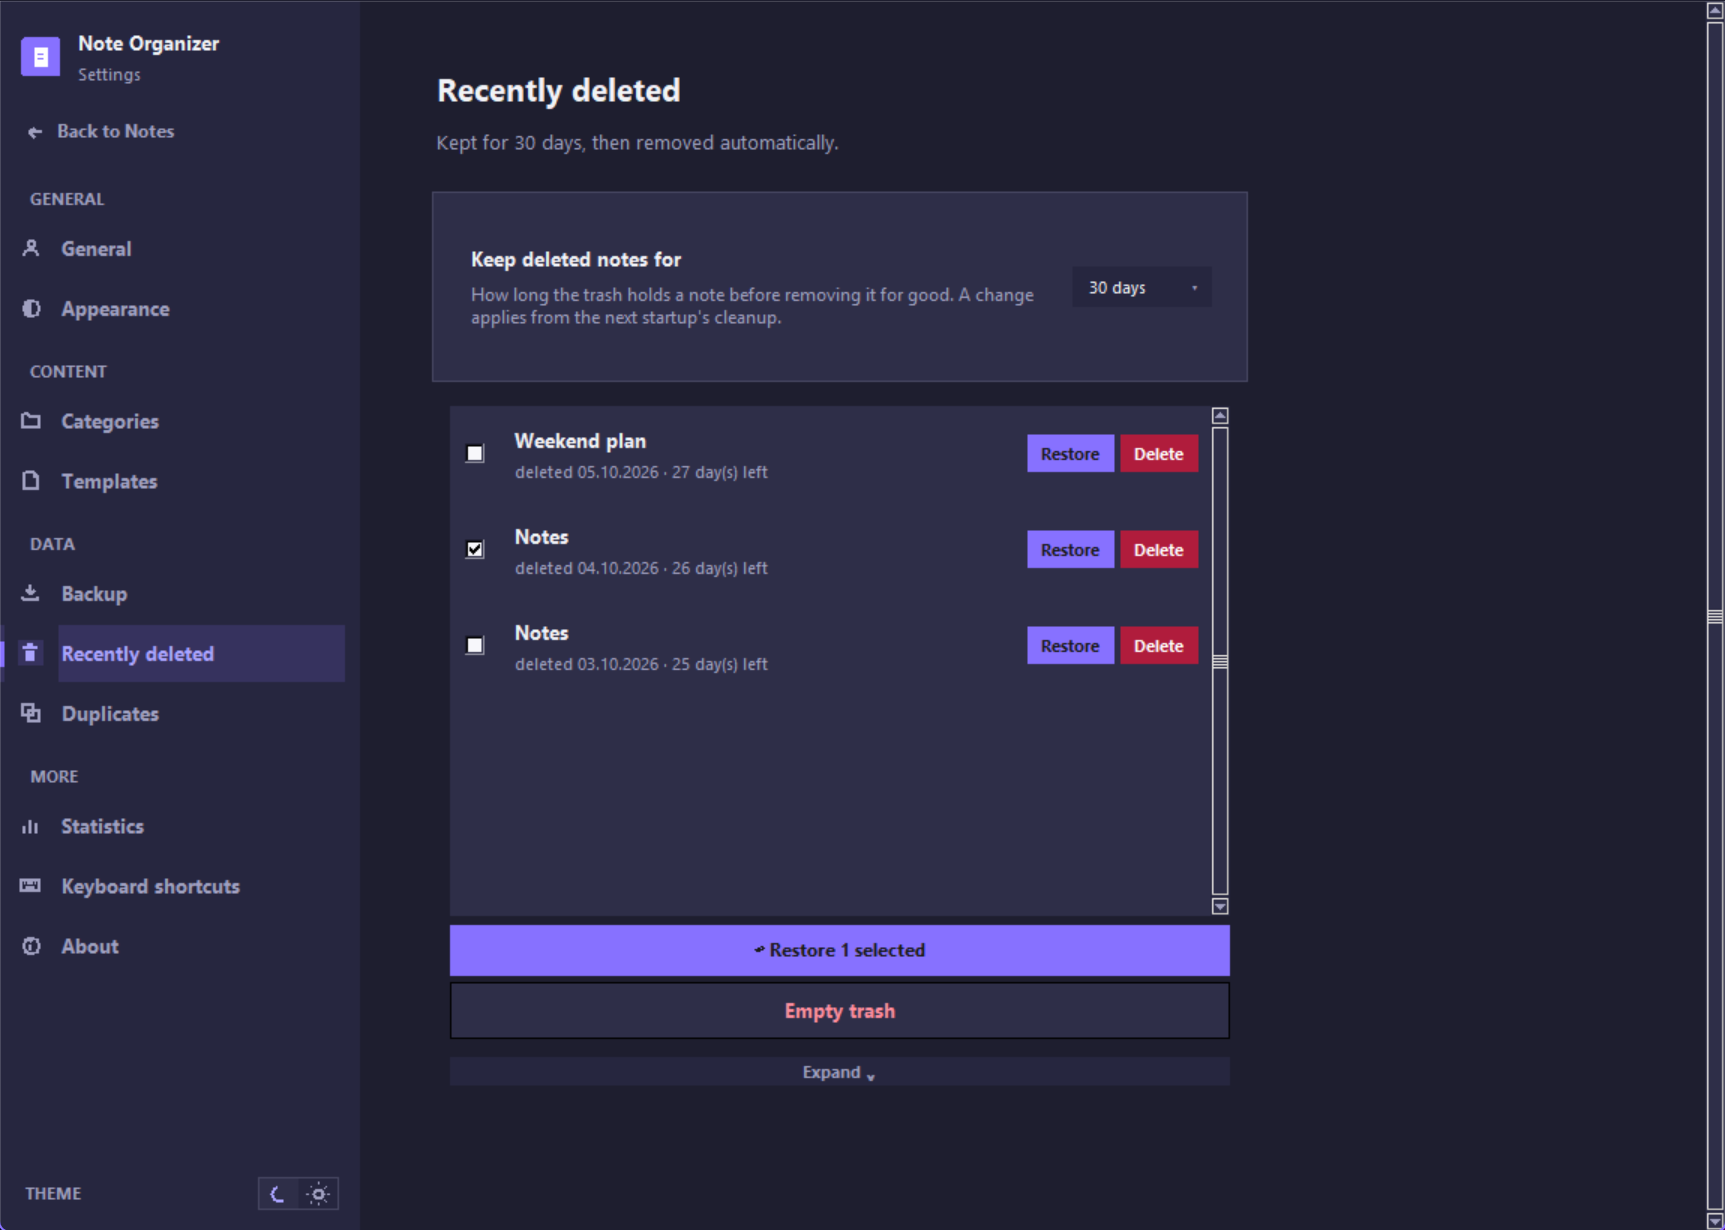 Note Organizer
Settings
Back to Notes
GENERAL
General
Appearance
CONTENT
Categories
Templates
DATA
Backup
Recently deleted
Duplicates
MORE
Statistics
Keyboard shortcuts
About
THEME
Recently deleted
Kept for 30 days, then removed automatically.
Keep deleted notes for
How long the trash holds a note before removing it for good. A change
applies from the next startup's cleanup.
30 days
Weekend plan
deleted 05.10.2026 · 27 day(s) left
Restore
Delete
Notes
deleted 04.10.2026 · 26 day(s) left
Restore
Delete
Notes
deleted 03.10.2026 · 25 day(s) left
Restore
Delete
Restore 1 selected
Empty trash
Expand